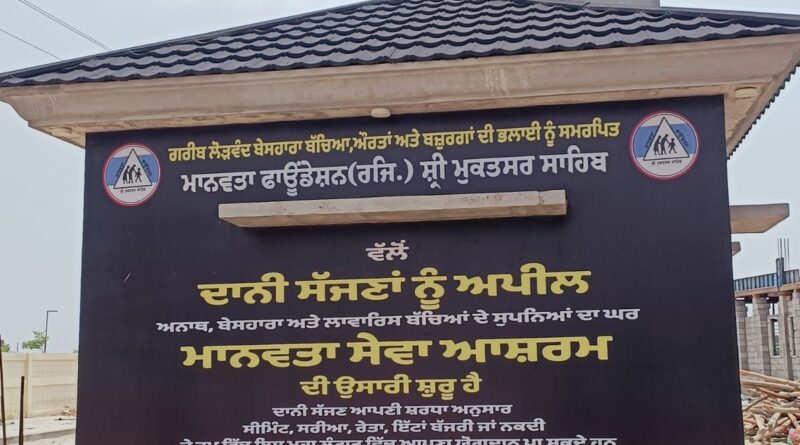 ਗਰੀਬ ਲੋੜਵੰਦ ਬੇਸਹਾਰਾ ਬੱਚਿਆ,ਔਰਤਾਂ ਅਤੇ ਬਜ਼ੁਰਗਾਂ ਦੀ ਭਲਾਈ ਨੂੰ ਸਮਰਪਿਤ
ਮਾਨਵਤਾ ਫਾਊਂਡੇਸ਼ਨ(ਰਜਿ.) ਸ਼੍ਰੀ ਮੁਕਤਸਰ ਸਾਹਿਬ
ਵੱਲੋਂ
ਦਾਨੀ ਸੱਜਣਾਂ ਨੂੰ ਅਪੀਲ
ਅਨਾਥ, ਬੇਸਹਾਰਾ ਅਤੇ ਲਾਵਾਰਿਸ ਬੱਚਿਆਂ ਦੇ ਸੁਪਨਿਆਂ ਦਾ ਘਰ
ਮਾਨਵਤਾ ਸੇਵਾ ਆਸ਼ਰਮ
ਦੀ ਉਸਾਰੀ ਸ਼ੁਰੂ ਹੈ
ਦਾਨੀ ਸੱਜਣ ਆਪਣੀ ਸ਼ਰਧਾ ਅਨੁਸਾਰ
ਸੀਮਿੰਟ, ਸਰੀਆ, ਰੇਤਾ, ਇੱਟਾਂ ਬੱਜਰੀ ਜਾਂ ਨਕਦੀ